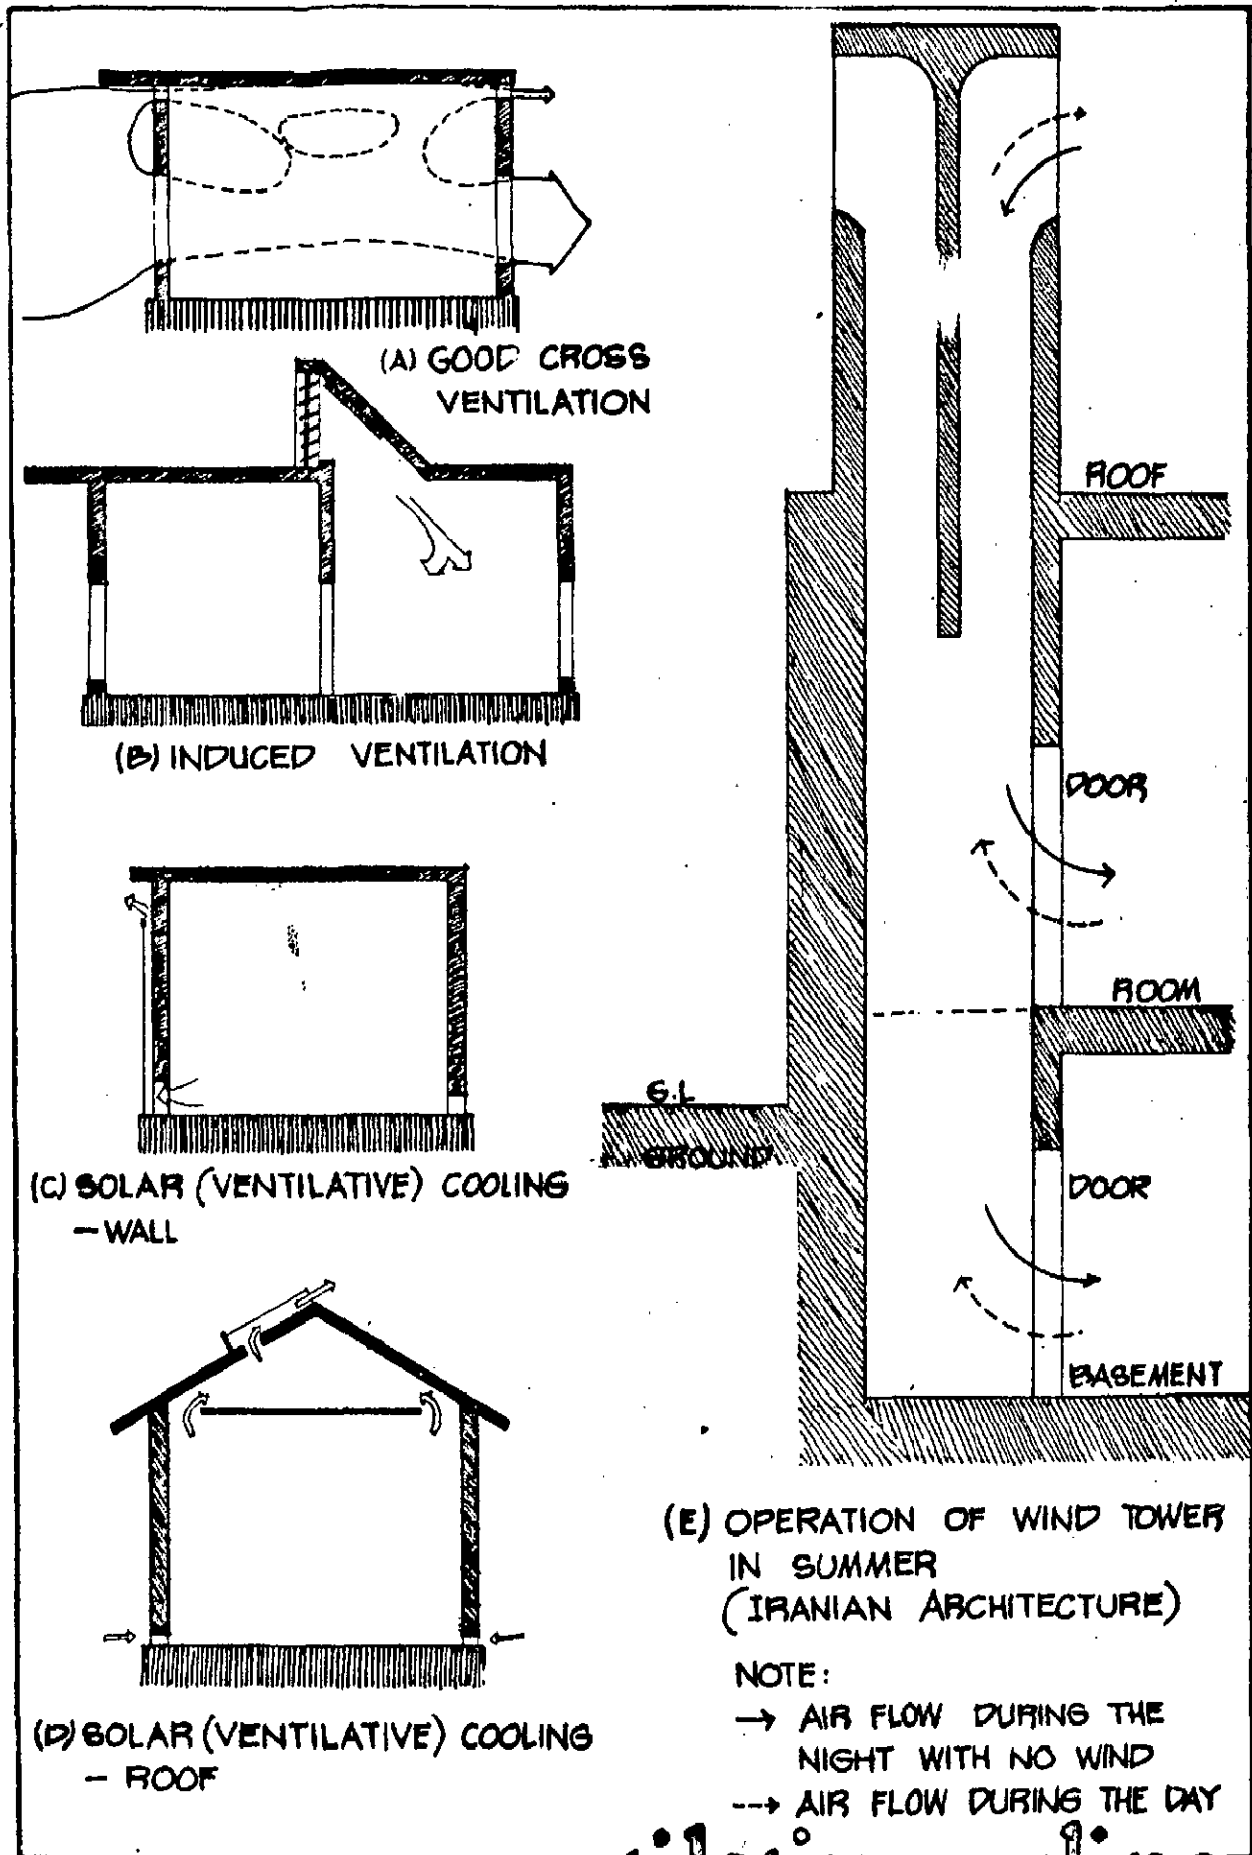 (A) GOOD CROSS
VENTILATION
(B) INDUCED VENTILATION
(C) SOLAR (VENTILATIVE) COOLING
- WALL
(D) SOLAR (VENTILATIVE) COOLING
- ROOF
ROOF
DOOR
ROOM
G.L
GROUND
DOOR
BASEMENT
(E) OPERATION OF WIND TOWER
IN SUMMER
(IRANIAN ARCHITECTURE)
NOTE:
→ AIR FLOW DURING THE
NIGHT WITH NO WIND
--→ AIR FLOW DURING THE DAY